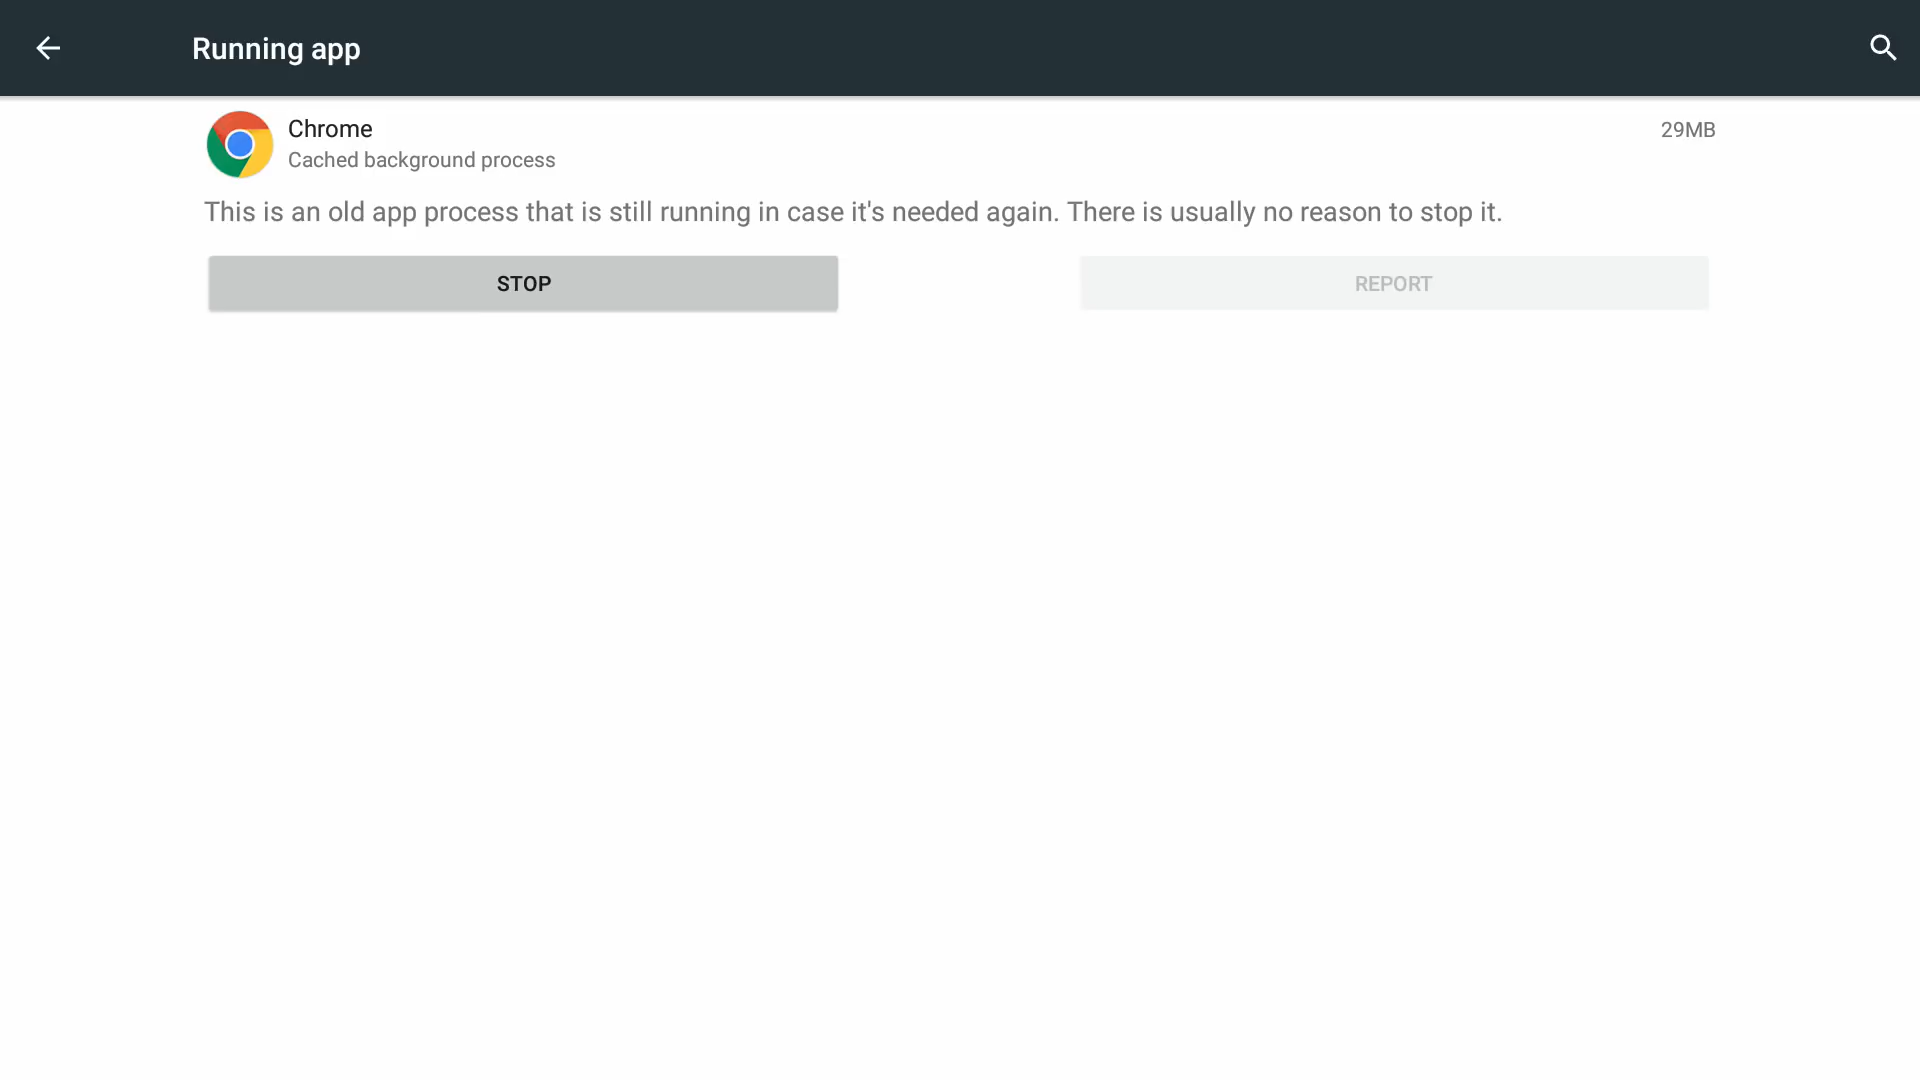 Running app
Chrome
29MB
Cached background process
This is an old app process that is still running in case it's needed again. There is usually no reason to stop it.
STOP
REPORT